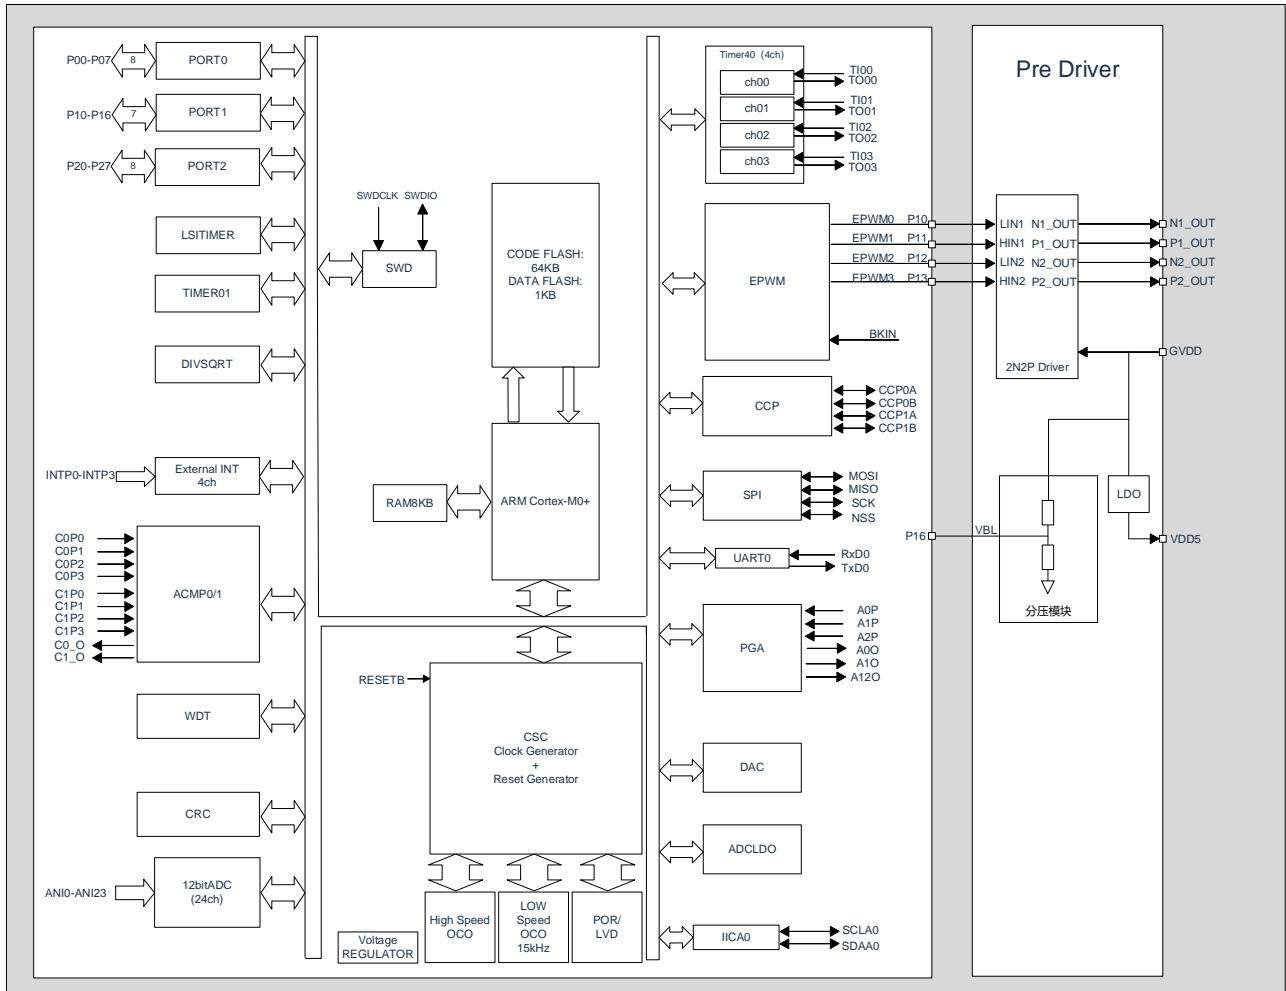 P00-P07
8
PORT0
P10-P16
7
PORT1
P20-P27
8
PORT2
LSITIMER
TIMER01
DIVSQRT
INTP0-INTP3
External INT
4ch
C0P0
C0P1
C0P2
C0P3
C1P0
C1P1
C1P2
C1P3
C0_O
C1_O
ACMP0/1
WDT
CRC
ANI0-ANI23
12bitADC
(24ch)
SWDCLK
SWDIO
SWD
CODE FLASH:
64KB
DATA FLASH:
1KB
RAM8KB
ARM Cortex-M0+
RESETB
CSC
Clock Generator
+
Reset Generator
Voltage
REGULATOR
High Speed
OCO
LOW
Speed
OCO
15kHz
POR/
LVD
Timer40 (4ch)
ch00
ch01
ch02
ch03
TI00
TO00
TI01
TO01
TI02
TO02
TI03
TO03
EPWM
EPWM0 P10
EPWM1 P11
EPWM2 P12
EPWM3 P13
BKIN
CCP
CCP0A
CCP0B
CCP1A
CCP1B
SPI
MOSI
MISO
SCK
NSS
UART0
RxD0
TxD0
PGA
A0P
A1P
A2P
A0O
A1O
A12O
DAC
ADCLDO
IICA0
SCLA0
SDAA0
Pre Driver
LIN1 N1_OUT
HIN1 P1_OUT
LIN2 N2_OUT
HIN2 P2_OUT
2N2P Driver
N1_OUT
P1_OUT
N2_OUT
P2_OUT
GVDD
LDO
P16
VBL
VDD5
分压模块